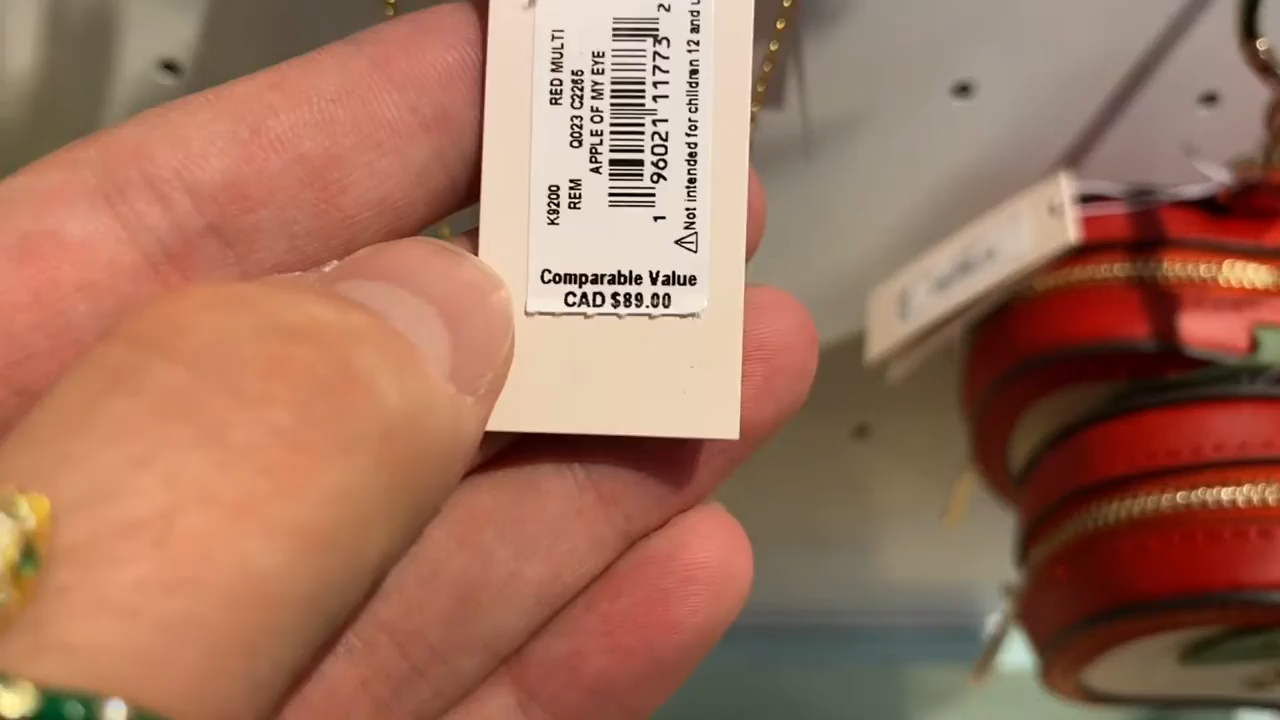 K9200 RED MULTI
REM Q023 C2265
APPLE OF MY EYE
1 96021 11773 2
⚠Not intended for children 12 and u
Comparable Value
CAD $89.00